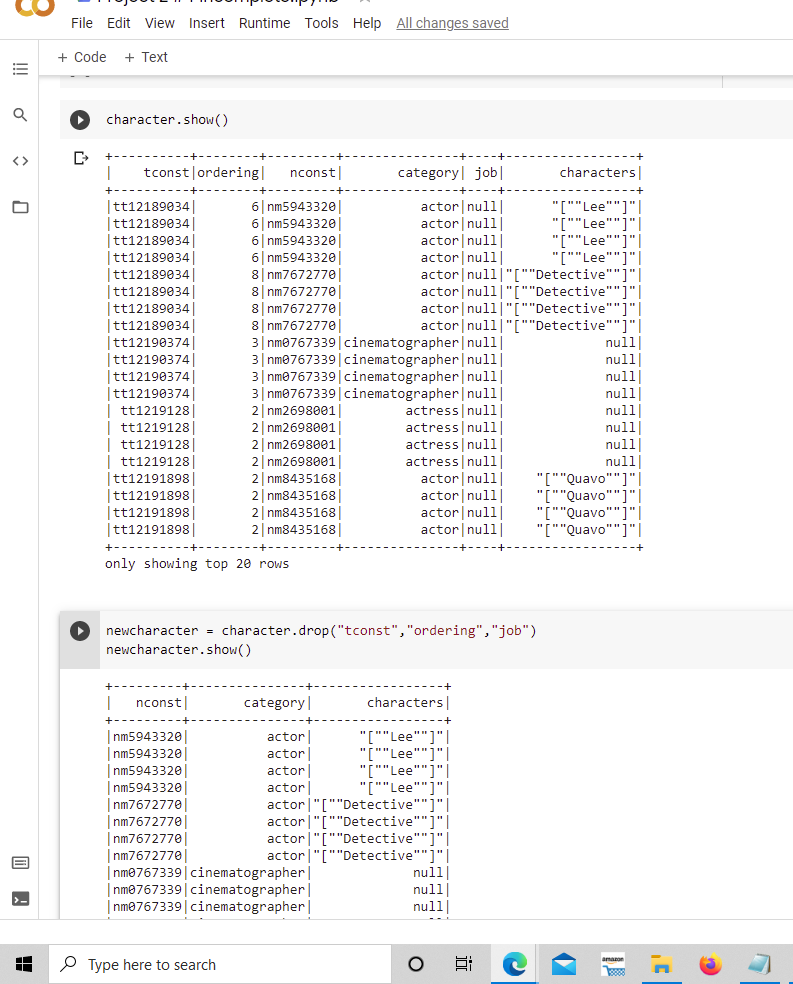 File Edit View Insert Runtime Tools Help All changes saved
+ Code + Text
character.show()
+----------+--------+---------+---------------+----+-----------------+
| tconst|ordering| nconst| category| job| characters|
+----------+--------+---------+---------------+----+-----------------+
|tt12189034| 6|nm5943320| actor|null| "[""Lee""]"|
|tt12189034| 6|nm5943320| actor|null| "[""Lee""]"|
|tt12189034| 6|nm5943320| actor|null| "[""Lee""]"|
|tt12189034| 6|nm5943320| actor|null| "[""Lee""]"|
|tt12189034| 8|nm7672770| actor|null|"[""Detective""]"|
|tt12189034| 8|nm7672770| actor|null|"[""Detective""]"|
|tt12189034| 8|nm7672770| actor|null|"[""Detective""]"|
|tt12189034| 8|nm7672770| actor|null|"[""Detective""]"|
|tt12190374| 3|nm0767339|cinematographer|null| null|
|tt12190374| 3|nm0767339|cinematographer|null| null|
|tt12190374| 3|nm0767339|cinematographer|null| null|
|tt12190374| 3|nm0767339|cinematographer|null| null|
| tt1219128| 2|nm2698001| actress|null| null|
| tt1219128| 2|nm2698001| actress|null| null|
| tt1219128| 2|nm2698001| actress|null| null|
| tt1219128| 2|nm2698001| actress|null| null|
|tt12191898| 2|nm8435168| actor|null| "[""Quavo""]"|
|tt12191898| 2|nm8435168| actor|null| "[""Quavo""]"|
|tt12191898| 2|nm8435168| actor|null| "[""Quavo""]"|
|tt12191898| 2|nm8435168| actor|null| "[""Quavo""]"|
+----------+--------+---------+---------------+----+-----------------+
only showing top 20 rows
newcharacter = character.drop("tconst","ordering","job")
newcharacter.show()
+---------+---------------+-----------------+
| nconst| category| characters|
+---------+---------------+-----------------+
|nm5943320| actor| "[""Lee""]"|
|nm5943320| actor| "[""Lee""]"|
|nm5943320| actor| "[""Lee""]"|
|nm5943320| actor| "[""Lee""]"|
|nm7672770| actor|"[""Detective""]"|
|nm7672770| actor|"[""Detective""]"|
|nm7672770| actor|"[""Detective""]"|
|nm7672770| actor|"[""Detective""]"|
|nm0767339|cinematographer| null|
|nm0767339|cinematographer| null|
|nm0767339|cinematographer| null|
Type here to search
amazon